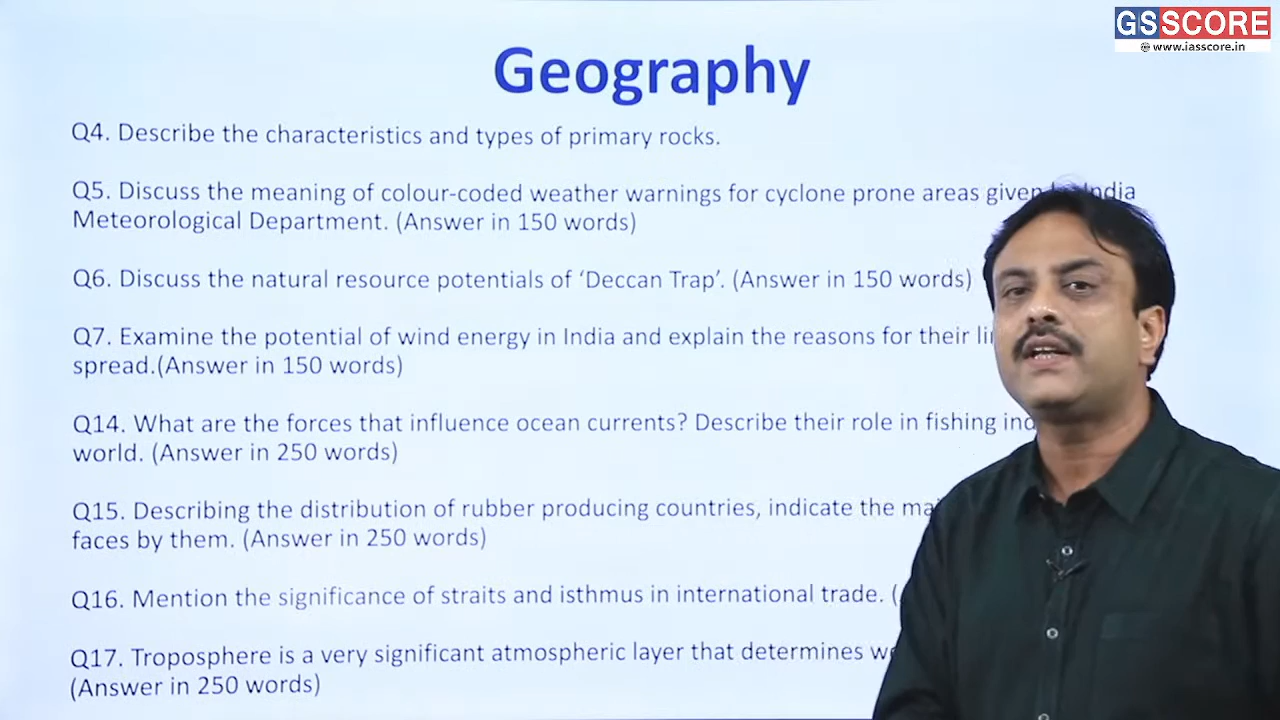 GSSCORE
www.iasscore.in
Geography
Q4. Describe the characteristics and types of primary rocks.
Q5. Discuss the meaning of colour-coded weather warnings for cyclone prone areas given India
Meteorological Department. (Answer in 150 words)
Q6. Discuss the natural resource potentials of ‘Deccan Trap’. (Answer in 150 words)
Q7. Examine the potential of wind energy in India and explain the reasons for their
spread.(Answer in 150 words)
Q14. What are the forces that influence ocean currents? Describe their role in fishing
world. (Answer in 250 words)
Q15. Describing the distribution of rubber producing countries, indicate the
faces by them. (Answer in 250 words)
Q16. Mention the significance of straits and isthmus in international trade. (
Q17. Troposphere is a very significant atmospheric layer that determines
(Answer in 250 words)